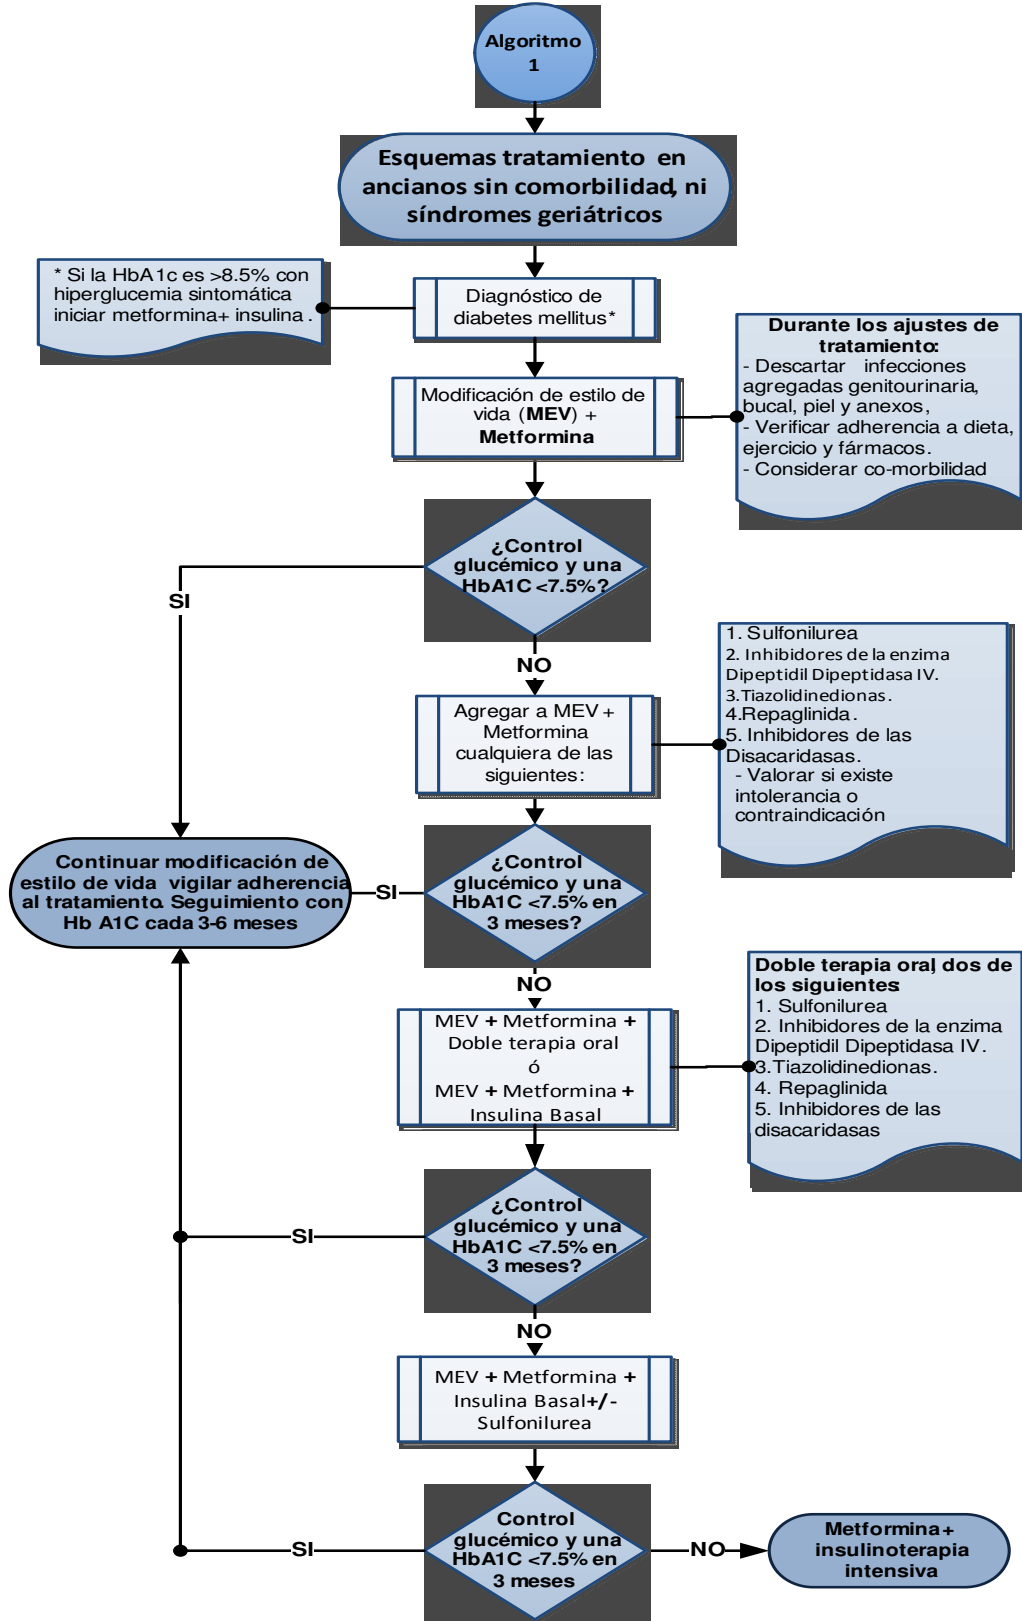 Algoritmo
1
Esquemas tratamiento en
ancianos sin comorbilidad, ni
síndromes geriátricos
* Si la HbA1c es >8.5% con
hiperglucemia sintomática
iniciar metformina+ insulina .
Diagnóstico de
diabetes mellitus*
Durante los ajustes de
tratamiento:
- Descartar infecciones
agregadas genitourinaria,
bucal, piel y anexos,
- Verificar adherencia a dieta,
ejercicio y fármacos.
- Considerar co-morbilidad
Modificación de estilo de
vida (MEV) +
Metformina
¿Control
glucémico y una
HbA1C <7.5%?
SI
NO
1. Sulfonilurea
2. Inhibidores de la enzima
Dipeptidil Dipeptidasa IV.
3.Tiazolidinedionas.
4.Repaglinida.
5. Inhibidores de las
Disacaridasas.
- Valorar si existe
intolerancia o
contraindicación
Agregar a MEV +
Metformina
cualquiera de las
siguientes:
¿Control
glucémico y una
HbA1C <7.5% en
3 meses?
SI
Continuar modificación de
estilo de vida vigilar adherencia
al tratamiento. Seguimiento con
Hb A1C cada 3-6 meses
NO
MEV + Metformina +
Doble terapia oral
ó
MEV + Metformina +
Insulina Basal
Doble terapia oral, dos de
los siguientes:
1. Sulfonilurea
2. Inhibidores de la enzima
Dipeptidil Dipeptidasa IV.
3.Tiazolidinedionas.
4. Repaglinida
5. Inhibidores de las
disacaridasas
¿Control
glucémico y una
HbA1C <7.5% en
3 meses?
SI
NO
MEV + Metformina +
Insulina Basal+/-
Sulfonilurea
Control
glucémico y una
HbA1C <7.5% en
3 meses
SI
NO
Metformina+
insulinoterapia
intensiva